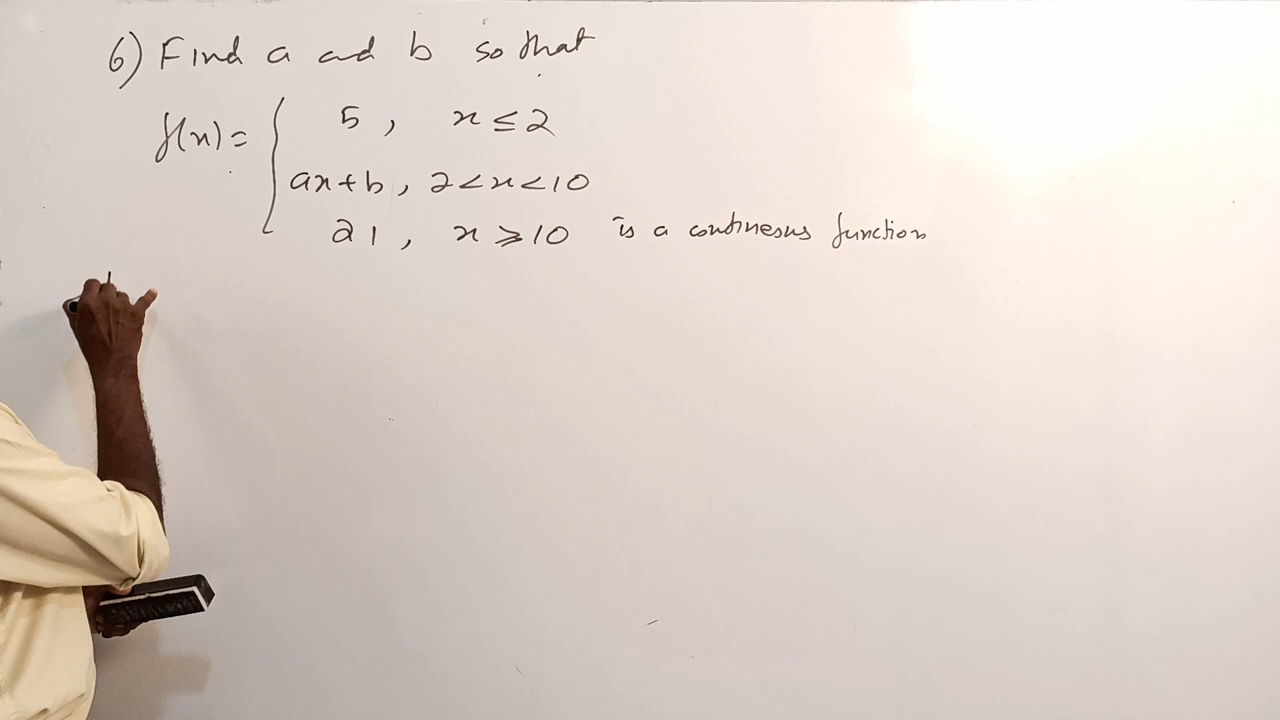 6) Find a and b so that
f(x) = { 5 , x ≤ 2
ax+b , 2<x<10
21 , x ≥ 10 is a continuous function